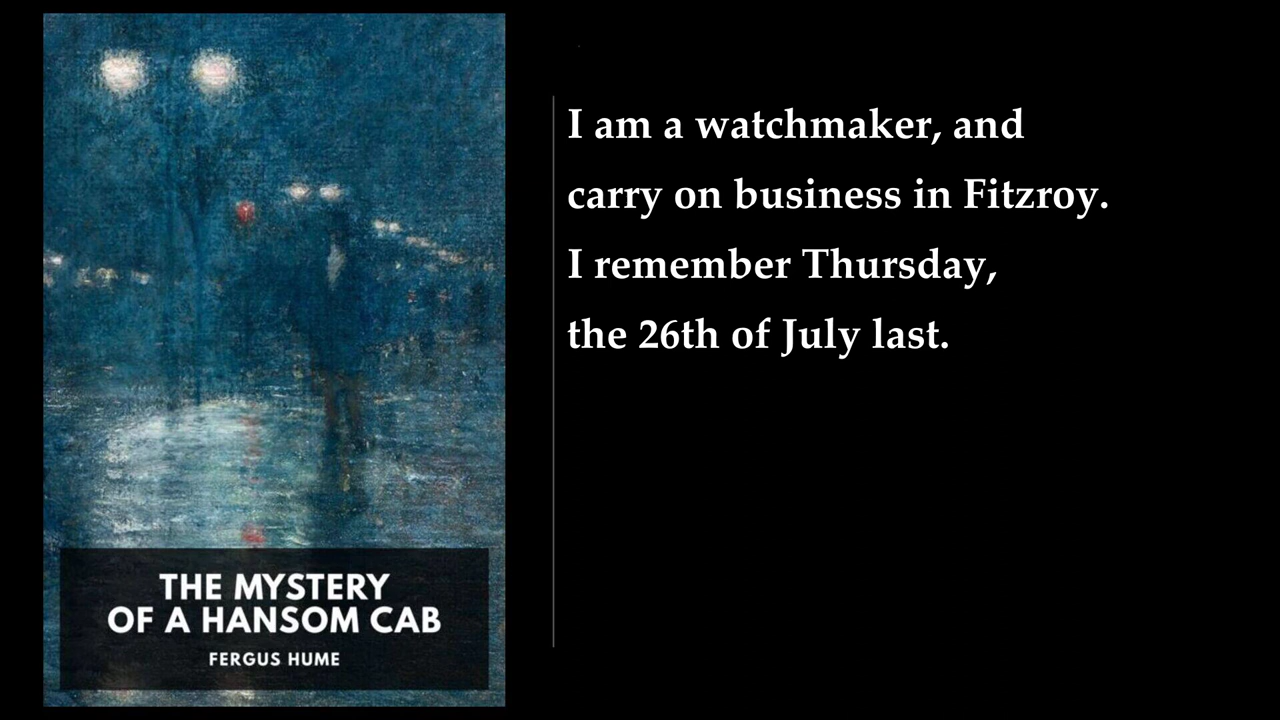 THE MYSTERY
OF A HANSOM CAB
FERGUS HUME
I am a watchmaker, and
carry on business in Fitzroy.
I remember Thursday,
the 26th of July last.